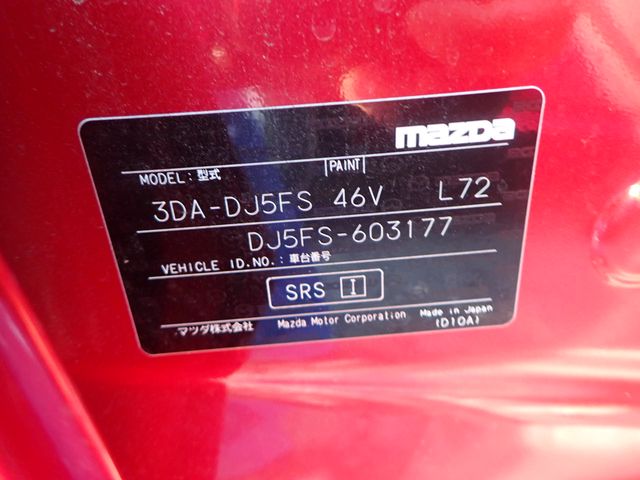 mazda
MODEL:型式 PAINT
3DA-DJ5FS 46V L72
DJ5FS-603177
VEHICLE ID.NO.:車台番号
SRS I
マツダ株式会社 Mazda Motor Corporation Made in Japan
(D10A)